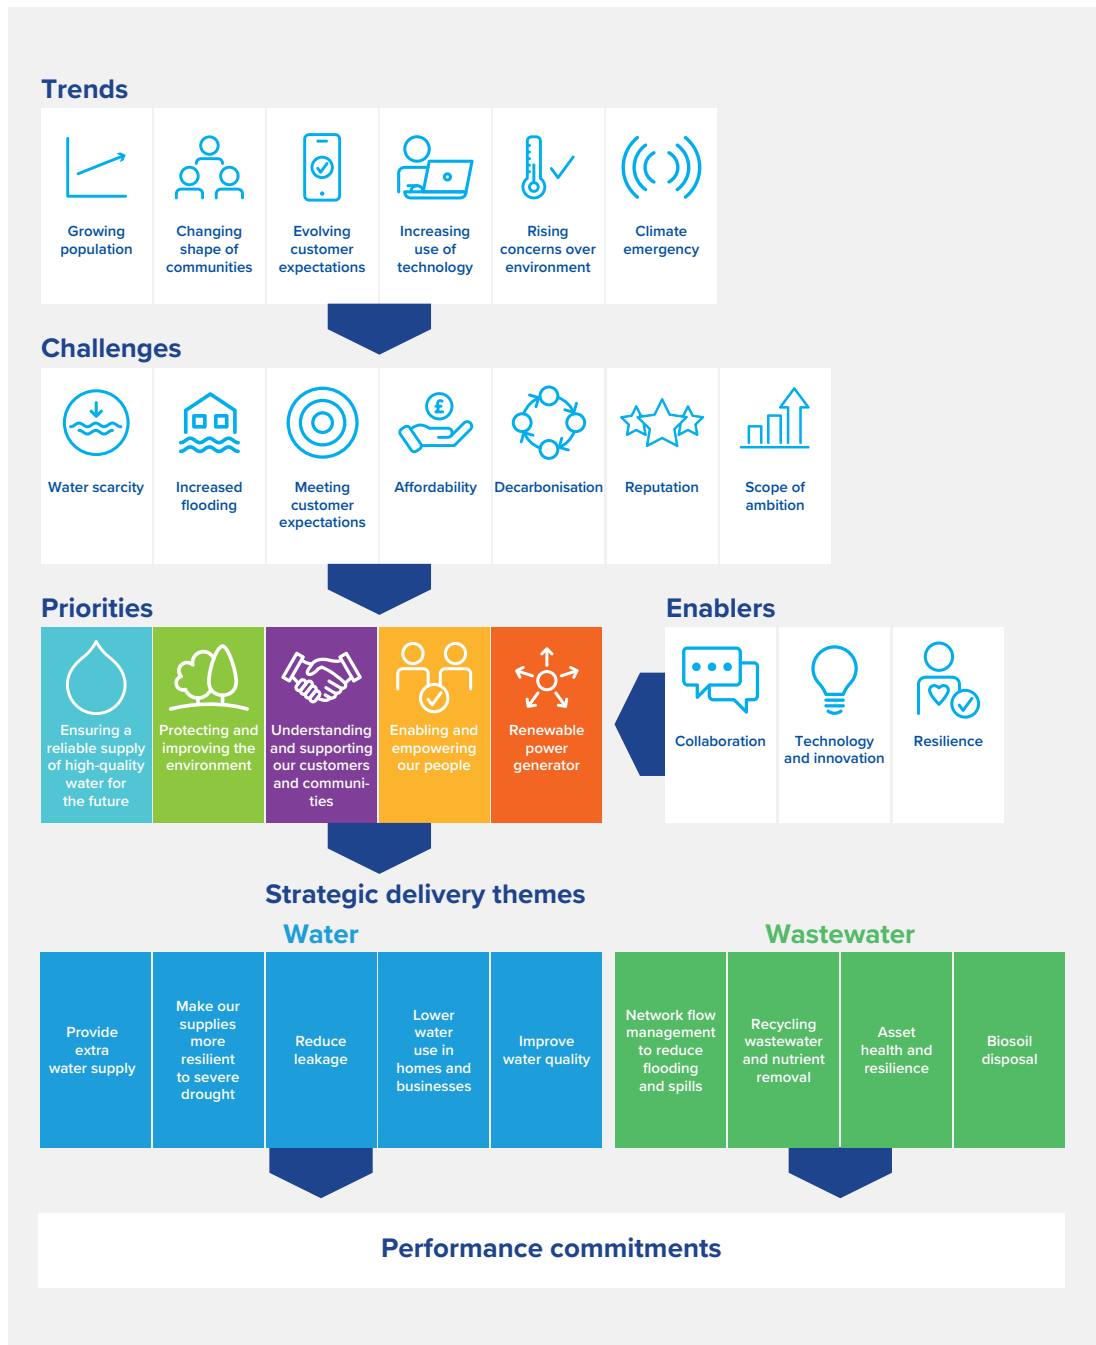 Trends
Growing
population
Changing
shape of
communities
Evolving
customer
expectations
Increasing
use of
technology
Rising
concerns over
environment
Climate
emergency
Challenges
Water scarcity
Increased
flooding
Meeting
customer
expectations
Affordability
£
Decarbonisation
Reputation
Scope of
ambition
Priorities
Ensuring a
reliable supply
of high-quality
water for
the future
Protecting and
improving the
environment
Understanding
and supporting
our customers
and communi-
ties
Enabling and
empowering
our people
Renewable
power
generator
Enablers
Collaboration
Technology
and innovation
Resilience
Strategic delivery themes
Water
Provide
extra
water supply
Make our
supplies
more
resilient
to severe
drought
Reduce
leakage
Lower
water
use in
homes and
businesses
Improve
water quality
Wastewater
Network flow
management
to reduce
flooding
and spills
Recycling
wastewater
and nutrient
removal
Asset
health and
resilience
Biosoil
disposal
Performance commitments